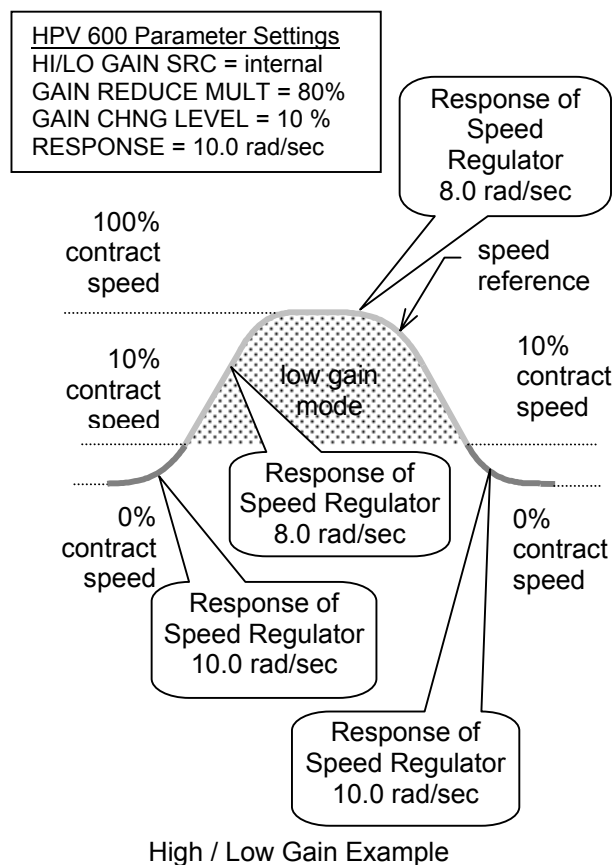 HPV 600 Parameter Settings
HI/LO GAIN SRC = internal
GAIN REDUCE MULT = 80%
GAIN CHNG LEVEL = 10 %
RESPONSE = 10.0 rad/sec
Response of
Speed
Regulator
8.0 rad/sec
100%
contract
speed
speed
reference
10%
contract
speed
10%
contract
speed
low gain
mode
Response of
Speed Regulator
8.0 rad/sec
0%
contract
speed
0%
contract
speed
Response of
Speed Regulator
10.0 rad/sec
Response of
Speed Regulator
10.0 rad/sec
High / Low Gain Example